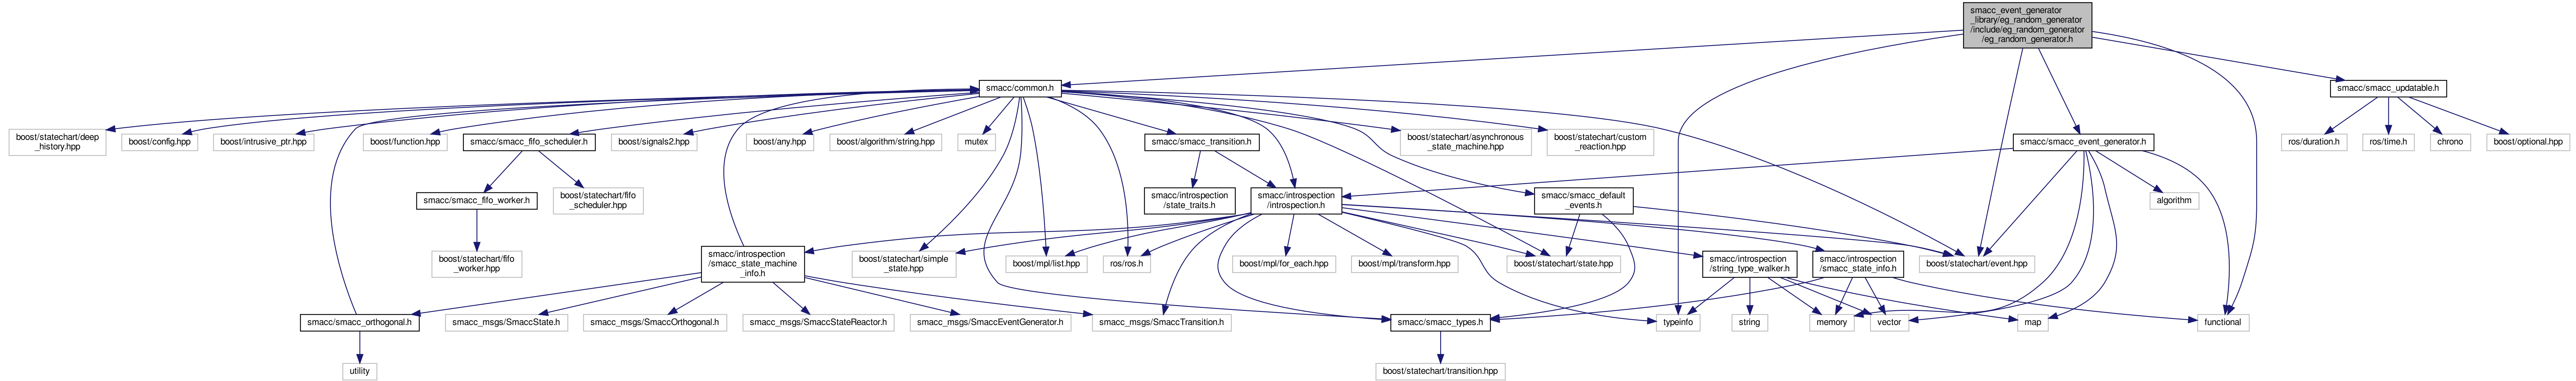 smacc_event_generator
_library/eg_random_generator
/include/eg_random_generator
/eg_random_generator.h
smacc/common.h
smacc/smacc_updatable.h
boost/statechart/deep
_history.hpp
boost/config.hpp
boost/intrusive_ptr.hpp
boost/function.hpp
smacc/smacc_fifo_scheduler.h
boost/signals2.hpp
boost/any.hpp
boost/algorithm/string.hpp
mutex
smacc/smacc_transition.h
boost/statechart/asynchronous
_state_machine.hpp
boost/statechart/custom
_reaction.hpp
smacc/smacc_event_generator.h
ros/duration.h
ros/time.h
chrono
boost/optional.hpp
smacc/smacc_fifo_worker.h
boost/statechart/fifo
_scheduler.hpp
smacc/introspection
/state_traits.h
smacc/introspection
/introspection.h
smacc/smacc_default
_events.h
algorithm
boost/statechart/fifo
_worker.hpp
smacc/introspection
/smacc_state_machine
_info.h
boost/statechart/simple
_state.hpp
boost/mpl/list.hpp
ros/ros.h
boost/mpl/for_each.hpp
boost/mpl/transform.hpp
boost/statechart/state.hpp
smacc/introspection
/string_type_walker.h
smacc/introspection
/smacc_state_info.h
boost/statechart/event.hpp
smacc/smacc_orthogonal.h
smacc_msgs/SmaccState.h
smacc_msgs/SmaccOrthogonal.h
smacc_msgs/SmaccStateReactor.h
smacc_msgs/SmaccEventGenerator.h
smacc_msgs/SmaccTransition.h
smacc/smacc_types.h
typeinfo
string
memory
vector
map
functional
utility
boost/statechart/transition.hpp